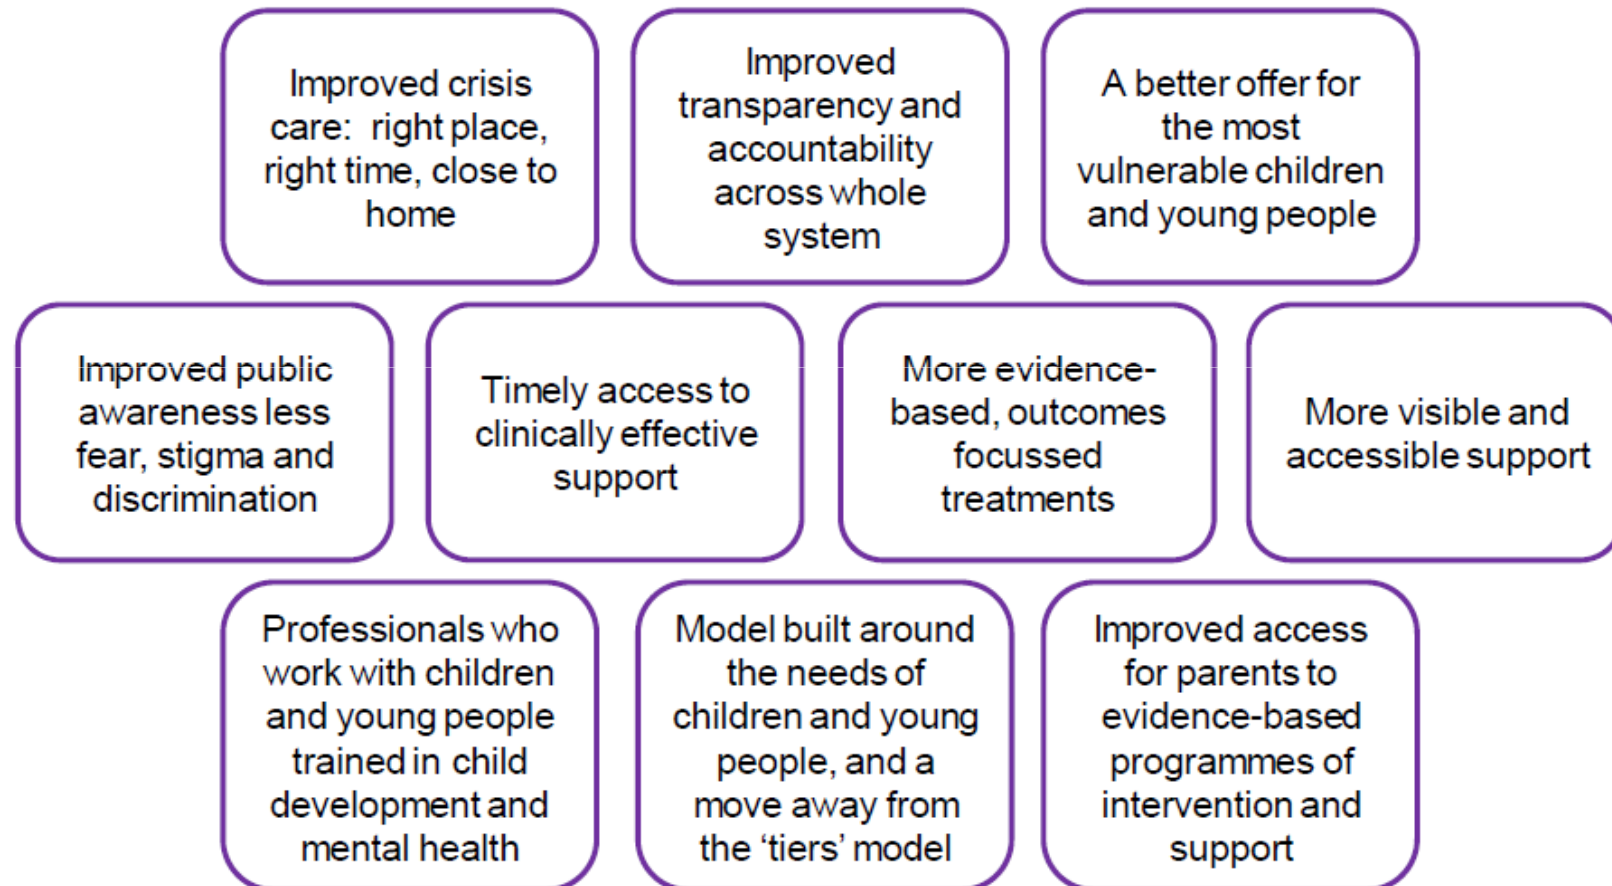 Improved crisis
care:  right place,
right time, close to
home
Improved
transparency and
accountability
across whole
system
A better offer for
the most
vulnerable children
and young people
Improved public
awareness less
fear, stigma and
discrimination
Timely access to
clinically effective
support
More evidence-
based, outcomes
focussed
treatments
More visible and
accessible support
Professionals who
work with children
and young people
trained in child
development and
mental health
Model built around
the needs of
children and young
people, and a
move away from
the ‘tiers’ model
Improved access
for parents to
evidence-based
programmes of
intervention and
support